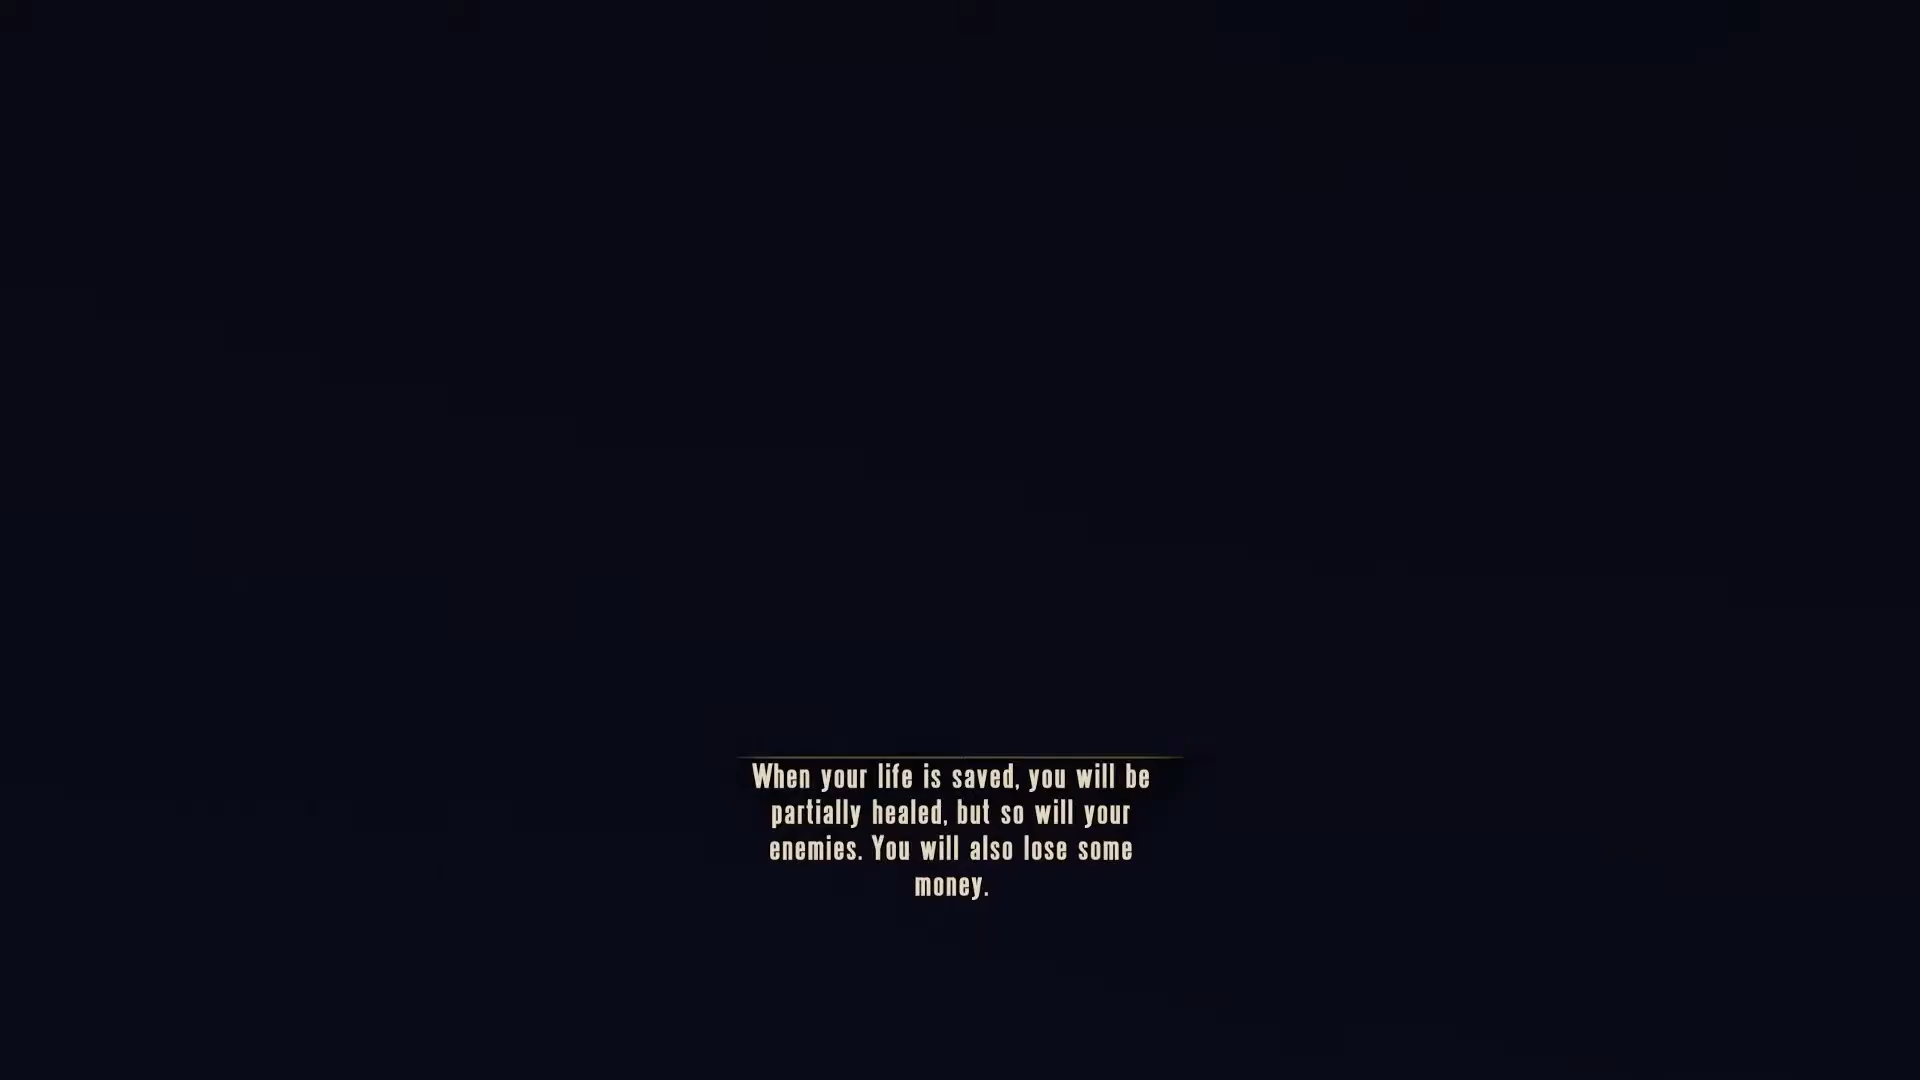 When your life is saved, you will be
partially healed, but so will your
enemies. You will also lose some
money.